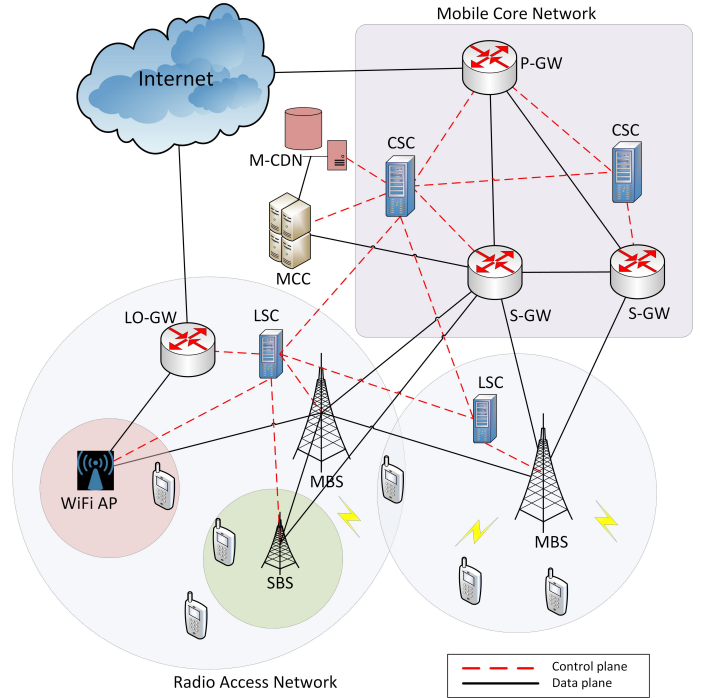 Mobile Core Network
P-GW
Internet
CSC
CSC
M-CDN
MCC
S-GW
S-GW
LO-GW
LSC
LSC
MBS
WiFi AP
MBS
SBS
Radio Access Network
Control plane
Data plane